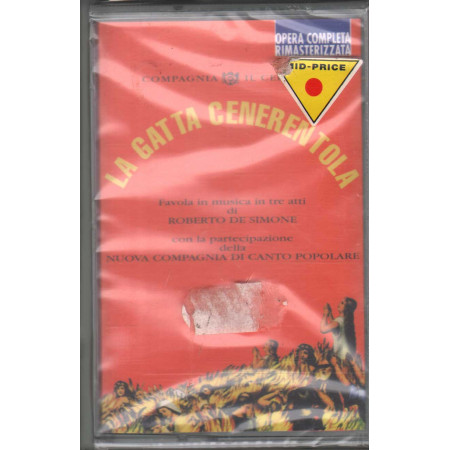 OPERA COMPLETA
RIMASTERIZZATA
MID-PRICE
COMPAGNIA IL
LA GATTA CENERENTOLA
Favola in musica in tre atti
di
ROBERTO DE SIMONE
con la partecipazione
della
NUOVA COMPAGNIA DI CANTO POPOLARE